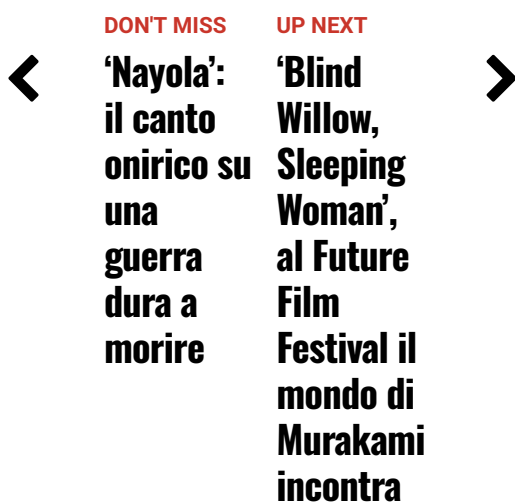 DON'T MISS
‘Nayola’:
il canto
onirico su
una
guerra
dura a
morire
UP NEXT
‘Blind
Willow,
Sleeping
Woman’,
al Future
Film
Festival il
mondo di
Murakami
incontra